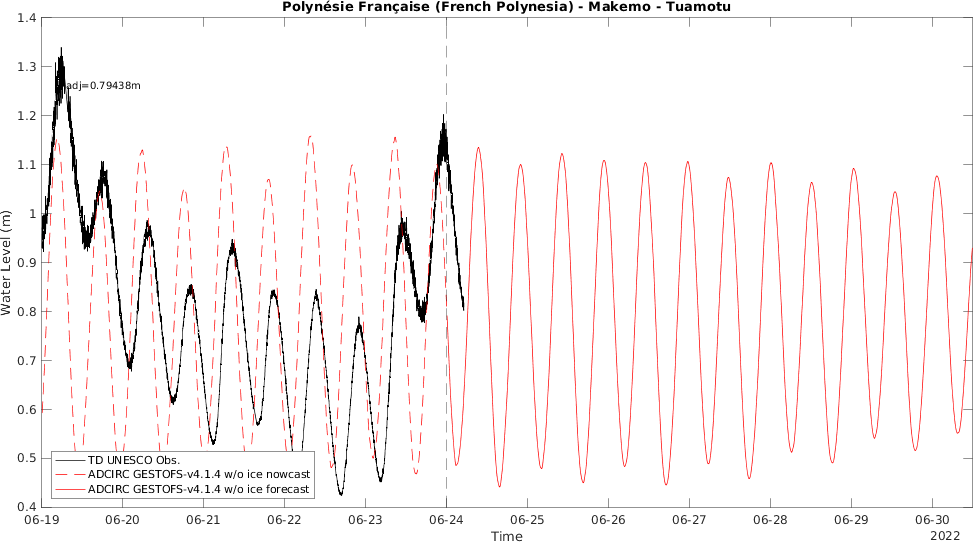 Polynésie Française (French Polynesia) - Makemo - Tuamotu
1.4
1.3
1.2
1.1
1
0.9
0.8
0.7
0.6
0.5
0.4
Water Level (m)
adj=0.79438m
TD UNESCO Obs.
ADCIRC GESTOFS-v4.1.4 w/o ice nowcast
ADCIRC GESTOFS-v4.1.4 w/o ice forecast
06-19 06-20 06-21 06-22 06-23 06-24 06-25 06-26 06-27 06-28 06-29 06-30
Time
2022